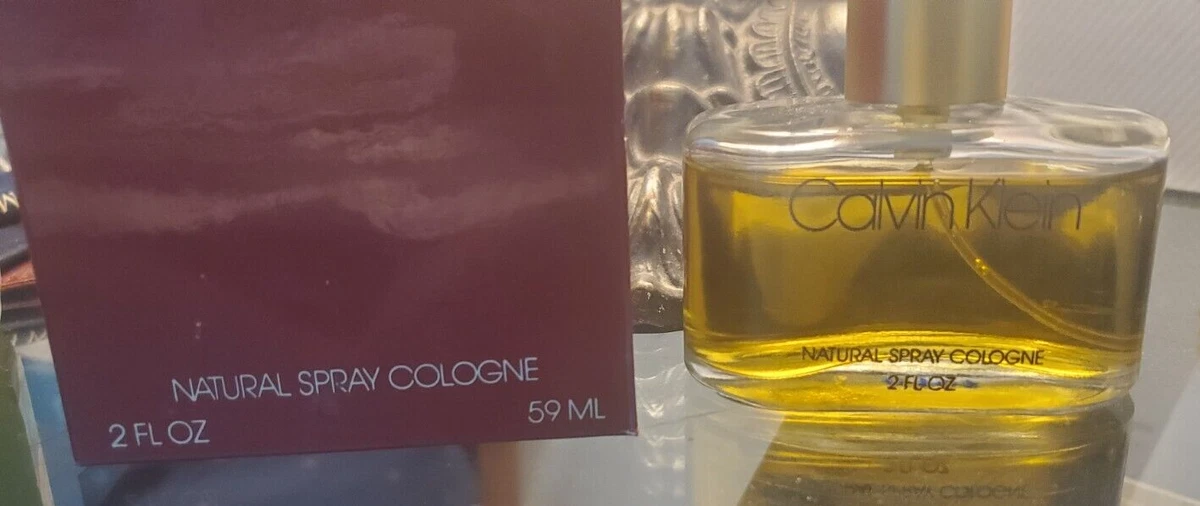 NATURAL SPRAY COLOGNE
2 FL OZ
59 ML
Calvin Klein
NATURAL SPRAY COLOGNE
2 FL OZ